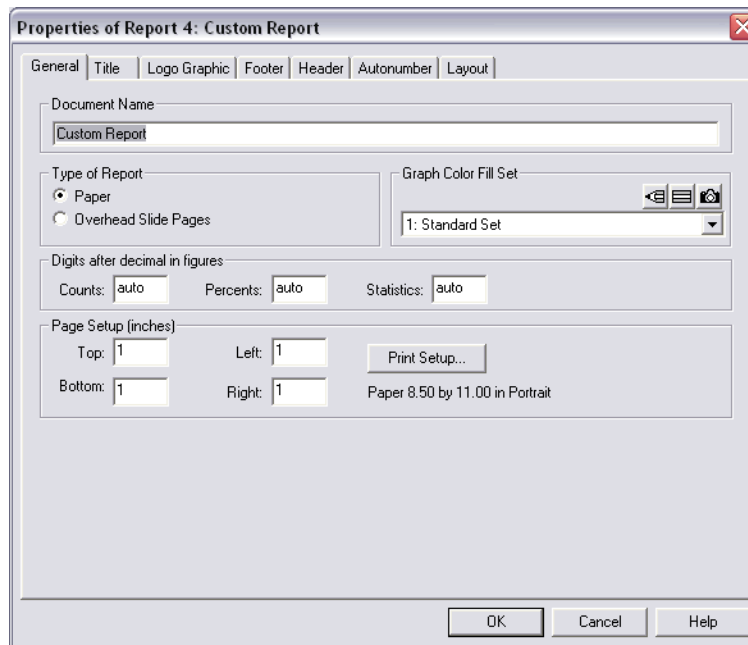 Properties of Report 4: Custom Report
General Title Logo Graphic Footer Header Autonumber Layout
Document Name
Custom Report
Type of Report
Paper
Overhead Slide Pages
Graph Color Fill Set
1: Standard Set
Digits after decimal in figures
Counts: auto Percents: auto Statistics: auto
Page Setup (inches)
Top: 1 Left: 1 Print Setup...
Bottom: 1 Right: 1 Paper 8.50 by 11.00 in Portrait
OK Cancel Help